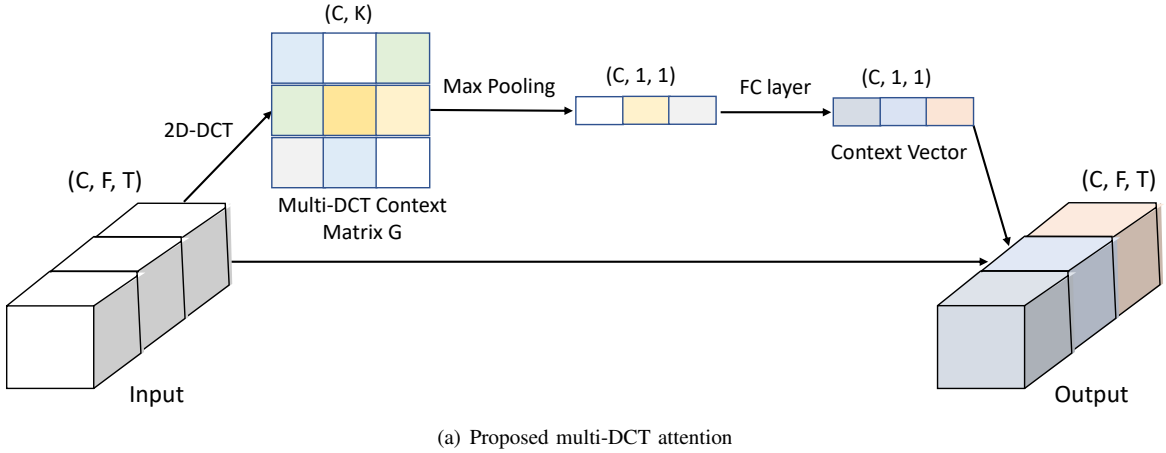 (C, K)
2D-DCT
Max Pooling
(C, 1, 1)
FC layer
(C, 1, 1)
Context Vector
(C, F, T)
Multi-DCT Context
Matrix G
(C, F, T)
Input
Output
(a) Proposed multi-DCT attention